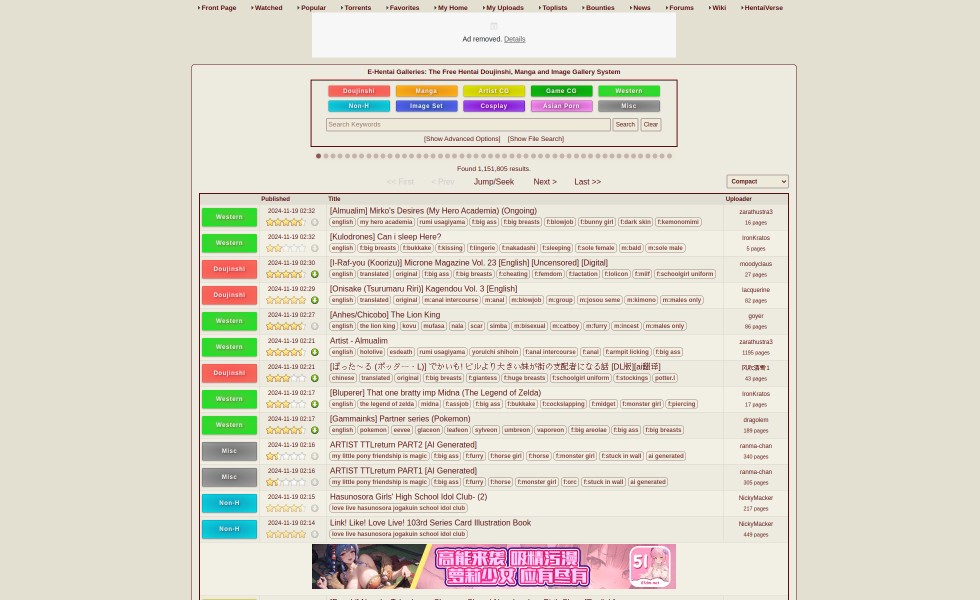 Front Page Watched Popular Torrents Favorites My Home My Uploads Toplists Bounties News Forums Wiki HentaiVerse
Ad removed. Details
E-Hentai Galleries: The Free Hentai Doujinshi, Manga and Image Gallery System
Doujinshi Manga Artist CG Game CG Western
Non-H Image Set Cosplay Asian Porn Misc
Search Keywords Search Clear
[Show Advanced Options] [Show File Search]
Found 1,151,805 results.
<< First < Prev Jump/Seek Next > Last >> Compact
Published Title Uploader
Western 2024-11-19 02:32 [Almualim] Mirko's Desires (My Hero Academia) (Ongoing) zarathustra3
english my hero academia rumi usagiyama f:big ass f:big breasts f:blowjob f:bunny girl f:dark skin f:kemonomimi 16 pages
Western 2024-11-19 02:32 [Kulodrones] Can i sleep Here? IronKratos
english f:big breasts f:bukkake f:kissing f:lingerie f:nakadashi f:sleeping f:sole female m:bald m:sole male 5 pages
Doujinshi 2024-11-19 02:30 [I-Raf-you (Koorizu)] Microne Magazine Vol. 23 [English] [Uncensored] [Digital] moodyclaus
english translated original f:big ass f:big breasts f:cheating f:femdom f:lactation f:lolicon f:milf f:schoolgirl uniform 27 pages
Doujinshi 2024-11-19 02:29 [Onisake (Tsurumaru Riri)] Kagendou Vol. 3 [English] lacquerine
english translated original m:anal intercourse m:anal m:blowjob m:group m:josou seme m:kimono m:males only 82 pages
Western 2024-11-19 02:27 [Anhes/Chicobo] The Lion King goyer
english the lion king kovu mufasa nala scar simba m:bisexual m:catboy m:furry m:incest m:males only 86 pages
Western 2024-11-19 02:21 Artist - Almualim zarathustra3
english hololive esdeath rumi usagiyama yoruichi shihoin f:anal intercourse f:anal f:armpit licking f:big ass 1195 pages
Doujinshi 2024-11-19 02:21 でかいも! ビルより大きい妹が街の支配者になる話 [DL版][ai翻译]
chinese translated original f:big breasts f:giantess f:huge breasts f:schoolgirl uniform f:stockings potter.l 43 pages
Western 2024-11-19 02:17 [Bluperer] That one bratty imp Midna (The Legend of Zelda) IronKratos
english the legend of zelda midna f:assjob f:big ass f:bukkake f:cockslapping f:midget f:monster girl f:piercing 17 pages
Western 2024-11-19 02:17 [Gammainks] Partner series (Pokemon) dragolem
english pokemon eevee glaceon leafeon sylveon umbreon vaporeon f:big areolae f:big ass f:big breasts 189 pages
Misc 2024-11-19 02:16 ARTIST TTLreturn PART2 [AI Generated] ranma-chan
my little pony friendship is magic f:big ass f:furry f:horse girl f:horse f:monster girl f:stuck in wall ai generated 340 pages
Misc 2024-11-19 02:16 ARTIST TTLreturn PART1 [AI Generated] ranma-chan
my little pony friendship is magic f:big ass f:furry f:horse f:monster girl f:orc f:stuck in wall ai generated 305 pages
Non-H 2024-11-19 02:15 Hasunosora Girls' High School Idol Club- (2) NickyMacker
love live hasunosora jogakuin school idol club 217 pages
Non-H 2024-11-19 02:14 Link! Like! Love Live! 103rd Series Card Illustration Book NickyMacker
love live hasunosora jogakuin school idol club 449 pages
高能来袭 吸精污漫
萝莉少女 应有尽有
51